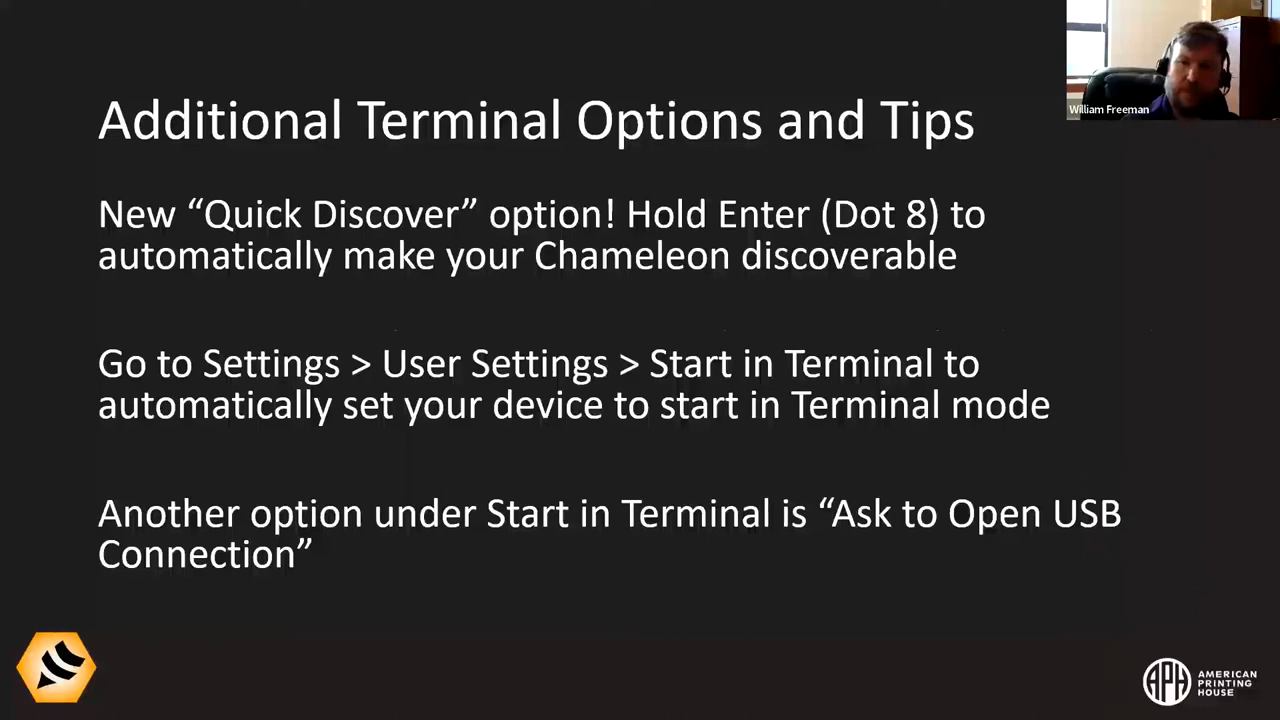 William Freeman
Additional Terminal Options and Tips
New “Quick Discover” option! Hold Enter (Dot 8) to
automatically make your Chameleon discoverable
Go to Settings > User Settings > Start in Terminal to
automatically set your device to start in Terminal mode
Another option under Start in Terminal is “Ask to Open USB
Connection”
APH
AMERICAN
PRINTING
HOUSE